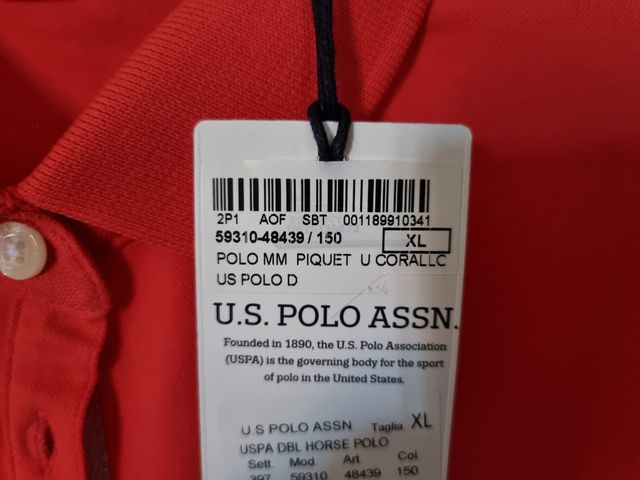 2P1 AOF SBT 001189910341
59310-48439 / 150 XL
POLO MM PIQUET U CORALLC
US POLO D
U.S. POLO ASSN.
Founded in 1890, the U.S. Polo Association
(USPA) is the governing body for the sport
of polo in the United States.
U.S POLO ASSN Taglia XL
USPA DBL HORSE POLO
Sett. Mod. Art. Col.
397 59310 48439 150